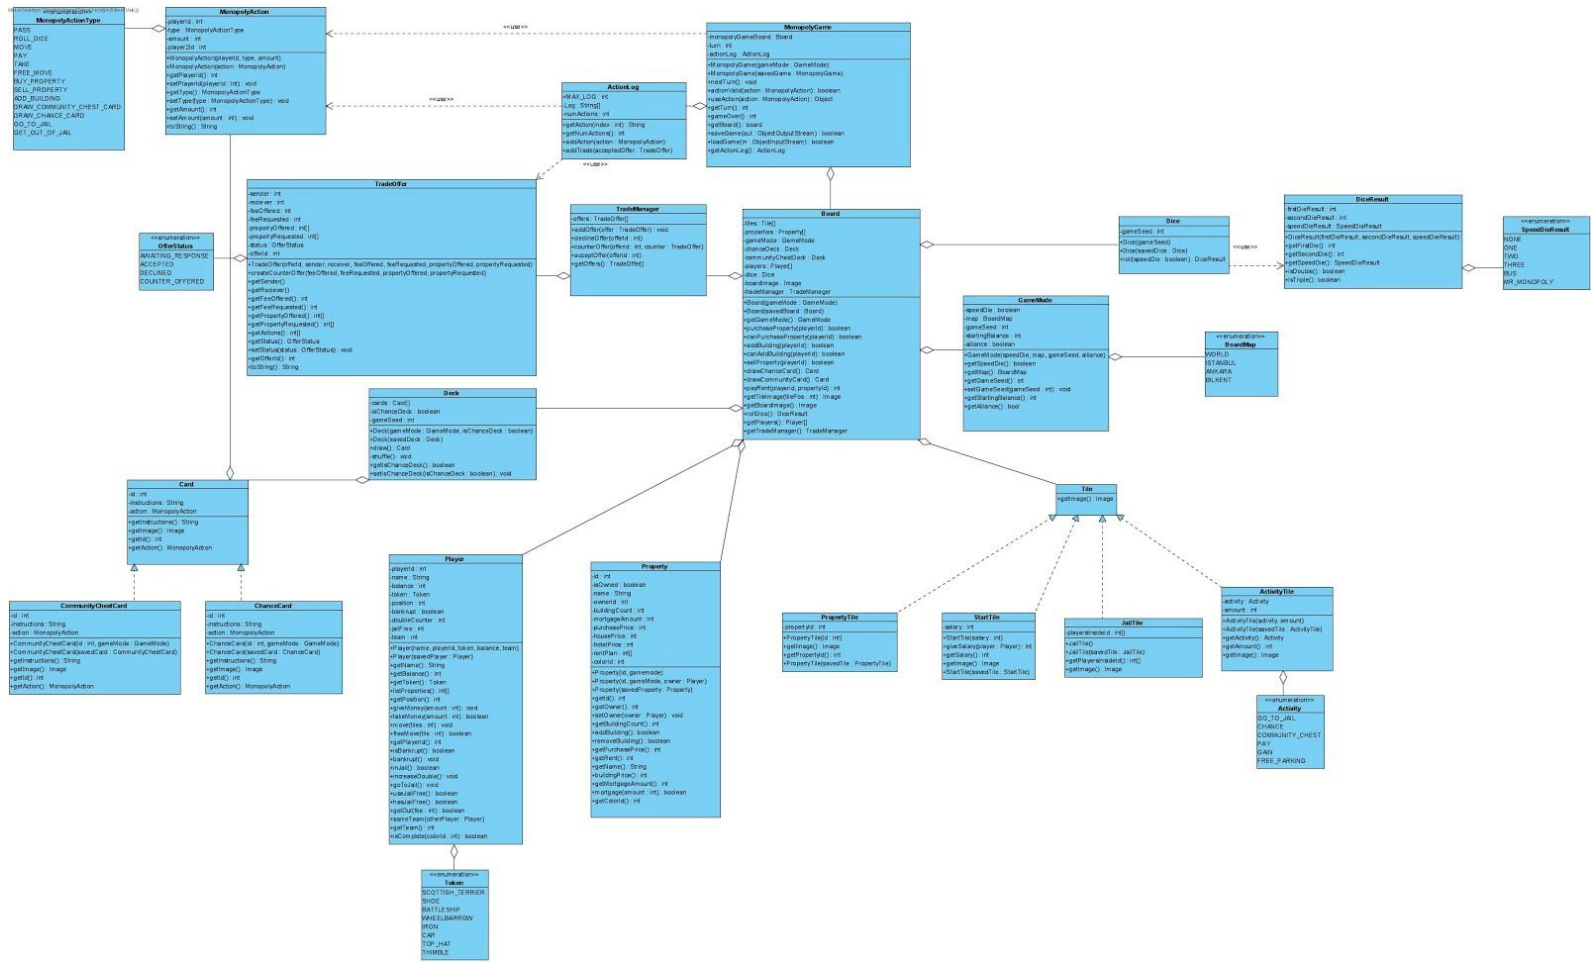 MonopolyActionType
PASS
ROLL_DICE
MOVE
PAY
TAKE
FREE_MOVE
BUY_PROPERTY
SELL_PROPERTY
ADD_BUILDING
DRAW_COMMUNITY_CHEST_CARD
DRAW_CHANCE_CARD
GO_TO_JAIL
GET_OUT_OF_JAIL
MonopolyAction
-playerId : int
-type : MonopolyActionType
-amount : int
-player2Id : int
+MonopolyAction(playerId, type, amount)
+MonopolyAction(action : MonopolyAction)
+getPlayerId() : int
+setPlayerId(playerId : int) : void
+getType() : MonopolyActionType
+setType(type : MonopolyActionType) : void
+getAmount() : int
+setAmount(amount : int) : void
+toString() : String
<<use>>
<<use>>
<<use>>
ActionLog
+MAX_LOG : int
-Log : String[]
-numActions : int
+getAction(index : int) : String
+getNumActions() : int
+addAction(action : MonopolyAction)
+addTrade(acceptedOffer : TradeOffer)
MonopolyGame
-monopolyGameBoard : Board
-turn : int
-actionLog : ActionLog
+MonopolyGame(gameMode : GameMode)
+MonopolyGame(savedGame : MonopolyGame)
+nextTurn() : void
+actionValid(action : MonopolyAction) : boolean
+useAction(action : MonopolyAction) : Object
+getTurn() : int
+gameOver() : int
+getBoard() : board
+saveGame(out : ObjectOutputStream) : boolean
+loadGame(in : ObjectInputStream) : boolean
+getActionLog() : ActionLog
<<enumeration>>
OfferStatus
AWAITING_RESPONSE
ACCEPTED
DECLINED
COUNTER_OFFERED
TradeOffer
-sender : int
-reciever : int
-feeOffered : int
-feeRequested : int
-propertyOffered : int[]
-propertyRequested : int[]
-status : OfferStatus
-offerId : int
+TradeOffer(offerId, sender, receiver, feeOffered, feeRequested, propertyOffered, propertyRequested)
+createCounterOffer(feeOffered, feeRequested, propertyOffered, propertyRequested)
+getSender()
+getReciever()
+getFeeOffered() : int
+getFeeRequested() : int
+getPropertyOffered() : int[]
+getPropertyRequested() : int[]
+getActions() : int[]
+getStatus() : OfferStatus
+setStatus(status : OfferStatus) : void
+getOfferId() : int
+toString() : String
TradeManager
-offers : TradeOffer[]
+addOffer(offer : TradeOffer) : void
+declineOffer(offerId : int)
+counterOffer(offerId : int, counter : TradeOffer)
+acceptOffer(offerId : int)
+getOffers() : TradeOffer[]
Board
-tiles : Tile[]
-properties : Property[]
-gameMode : GameMode
-chanceDeck : Deck
-communityChestDeck : Deck
-players : Player[]
-dice : Dice
-boardImage : Image
-tradeManager : TradeManager
+Board(gameMode : GameMode)
+Board(savedBoard : Board)
+getGameMode() : GameMode
+purchaseProperty(playerId) : boolean
+canPurchaseProperty(playerId) : boolean
+addBuilding(playerId) : boolean
+canAddBuilding(playerId) : boolean
+sellProperty(playerId) : boolean
+drawChanceCard() : Card
+drawCommunityCard() : Card
+payRent(playerId, propertyId) : int
+getTileImage(tilePos : int) : Image
+getBoardImage() : Image
+rollDice() : DiceResult
+getPlayers() : Player[]
+getTradeManager() : TradeManager
Dice
-gameSeed : int
+Dice(gameSeed)
+Dice(savedDice : Dice)
+roll(speedDie : boolean) : DiceResult
<<use>>
DiceResult
-firstDieResult : int
-secondDieResult : int
-speedDieResult : SpeedDieResult
+DiceResult(firstDieResult, secondDieResult, speedDieResult)
+getFirstDie() : int
+getSecondDie() : int
+getSpeedDie() : SpeedDieResult
+isDouble() : boolean
+isTriple() : boolean
<<enumeration>>
SpeedDieResult
NONE
ONE
TWO
THREE
BUS
MR_MONOPOLY
GameMode
-speedDie : boolean
-map : BoardMap
-gameSeed : int
-startingBalance : int
-alliance : boolean
+GameMode(speedDie, map, gameSeed, alliance)
+getSpeedDie() : boolean
+getMap() : BoardMap
+getGameSeed() : int
+setGameSeed(gameSeed : int) : void
+getStartingBalance() : int
+getAlliance() : bool
<<enumeration>>
BoardMap
WORLD
ISTANBUL
ANKARA
BILKENT
Deck
-cards : Card[]
-isChanceDeck : boolean
-gameSeed : int
+Deck(gameMode : GameMode, isChanceDeck : boolean)
+Deck(savedDeck : Deck)
+draw() : Card
-shuffle() : void
+getIsChanceDeck() : boolean
+setIsChanceDeck(isChanceDeck : boolean) : void
Card
-id : int
-instructions : String
-action : MonopolyAction
+getInstructions() : String
+getImage() : Image
+getId() : int
+getAction() : MonopolyAction
CommunityChestCard
-id : int
-instructions : String
-action : MonopolyAction
+CommunityChestCard(id : int, gameMode : GameMode)
+CommunityChestCard(savedCard : CommunityChestCard)
+getInstructions() : String
+getImage() : Image
+getId() : int
+getAction() : MonopolyAction
ChanceCard
-id : int
-instructions : String
-action : MonopolyAction
+ChanceCard(id : int, gameMode : GameMode)
+ChanceCard(savedCard : ChanceCard)
+getInstructions() : String
+getImage() : Image
+getId() : int
+getAction() : MonopolyAction
Player
-playerId : int
-name : String
-balance : int
-token : Token
-position : int
-bankrupt : boolean
-doubleCounter : int
-jailFree : int
-team : int
+Player(name, playerId, token, balance, team)
+Player(savedPlayer : Player)
+getName() : String
+getBalance() : int
+getToken() : Token
+listProperties() : int[]
+getPosition() : int
+giveMoney(amount : int) : void
+takeMoney(amount : int) : boolean
+move(tiles : int) : void
+freeMove(tile : int) : boolean
+getPlayerId() : int
+isBankrupt() : boolean
+bankrupt() : void
+inJail() : boolean
+increaseDouble() : void
+goToJail() : void
+useJailFree() : boolean
+hasJailFree() : boolean
+getOut(fee : int) : boolean
+sameTeam(otherPlayer : Player)
+getTeam() : int
+isComplete(colorId : int) : boolean
<<enumeration>>
Token
SCOTTISH_TERRIER
SHOE
BATTLESHIP
WHEELBARROW
IRON
CAR
TOP_HAT
THIMBLE
Property
-id : int
-isOwned : boolean
-name : String
-ownerId : int
-buildingCount : int
-mortgageAmount : int
-purchasePrice : int
-housePrice : int
-hotelPrice : int
-rentPlan : int[]
-colorId : int
+Property(id, gamemode)
+Property(id, gameMode, owner : Player)
+Property(savedProperty : Property)
+getId() : int
+getOwner() : int
+setOwner(owner : Player) : void
+getBuildingCount() : int
+addBuilding() : boolean
+removeBuilding() : boolean
+getPurchasePrice() : int
+getRent() : int
+getName() : String
+buildingPrice() : int
+getMortgageAmount() : int
+mortgage(amount : int) : boolean
+getColorId() : int
Tile
+getImage() : Image
PropertyTile
-propertyId : int
+PropertyTile(id : int)
+getImage() : Image
+getPropertyId() : int
+PropertyTile(savedTile : PropertyTile)
StartTile
-salary : int
+StartTile(salary : int)
+giveSalary(player : Player) : int
+getSalary() : int
+getImage() : Image
+StartTile(savedTile : StartTile)
JailTile
-playersInsideId : int[]
+JailTile()
+JailTile(savedTile : JailTile)
+getPlayersInsideId() : int[]
+getImage() : Image
ActivityTile
-activity : Activity
-amount : int
+ActivityTile(activity, amount)
+ActivityTile(savedTile : ActivityTile)
+getActivity() : Activity
+getAmount() : int
+getImage() : Image
<<enumeration>>
Activity
GO_TO_JAIL
CHANCE
COMMUNITY_CHEST
PAY
GAIN
FREE_PARKING